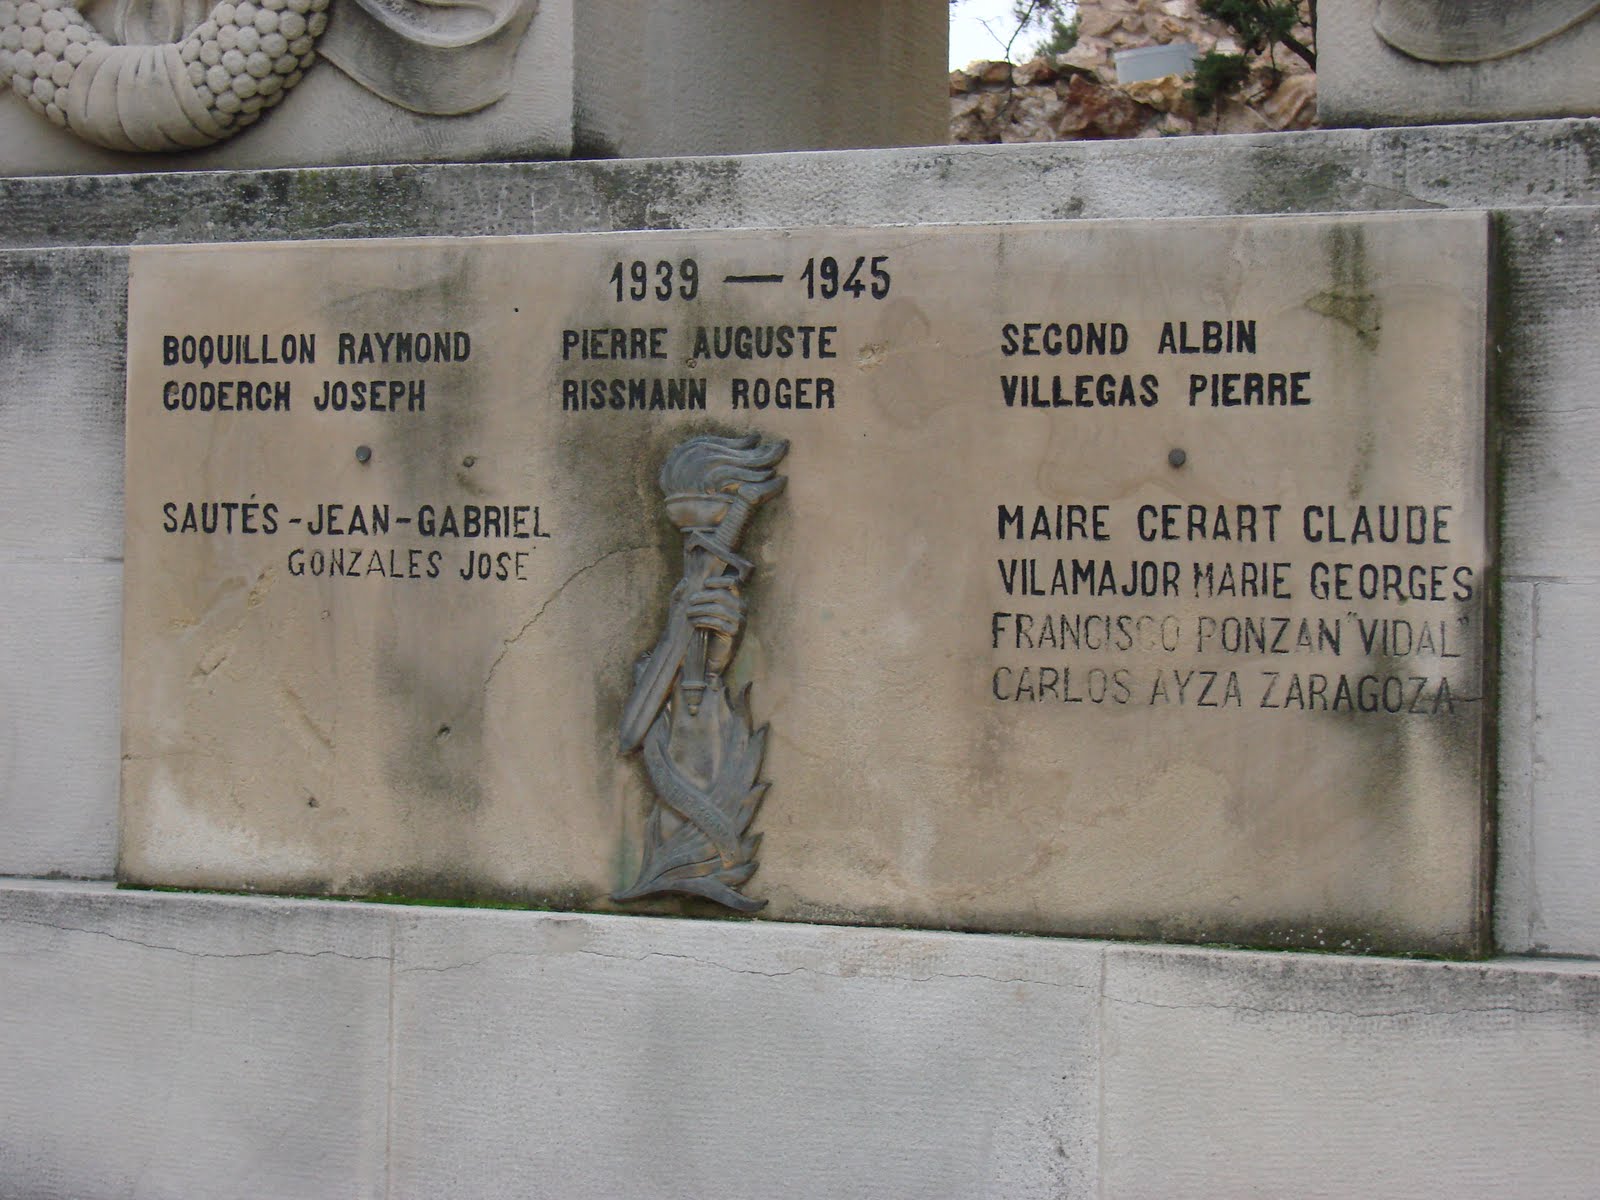 1939 — 1945
BOQUILLON RAYMOND
CODERCH JOSEPH
PIERRE AUGUSTE
RISSMANN ROGER
SECOND ALBIN
VILLEGAS PIERRE
SAUTÉS-JEAN-GABRIEL
GONZALES JOSÉ
MAIRE CERART CLAUDE
VILAMAJOR MARIE GEORGES
FRANCISCO PONZAN "VIDAL"
CARLOS AYZA ZARAGOZA